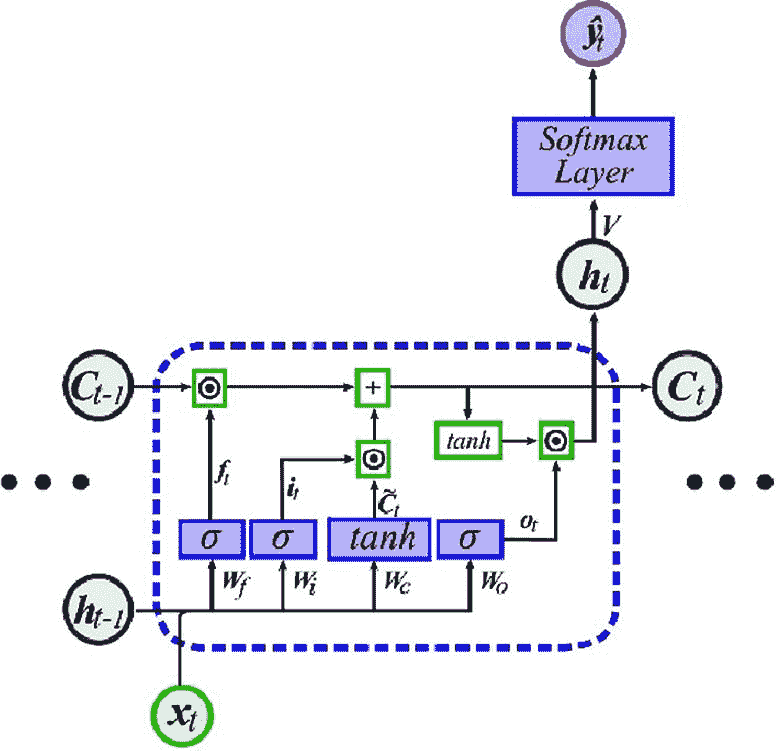 ŷt
Softmax
Layer
V
ht
Ct-1
⊙
+
Ct
tanh
⊙
⊙
ft
it
C̃t
ot
σ
σ
tanh
σ
Wf
Wi
Wc
Wo
ht-1
xt